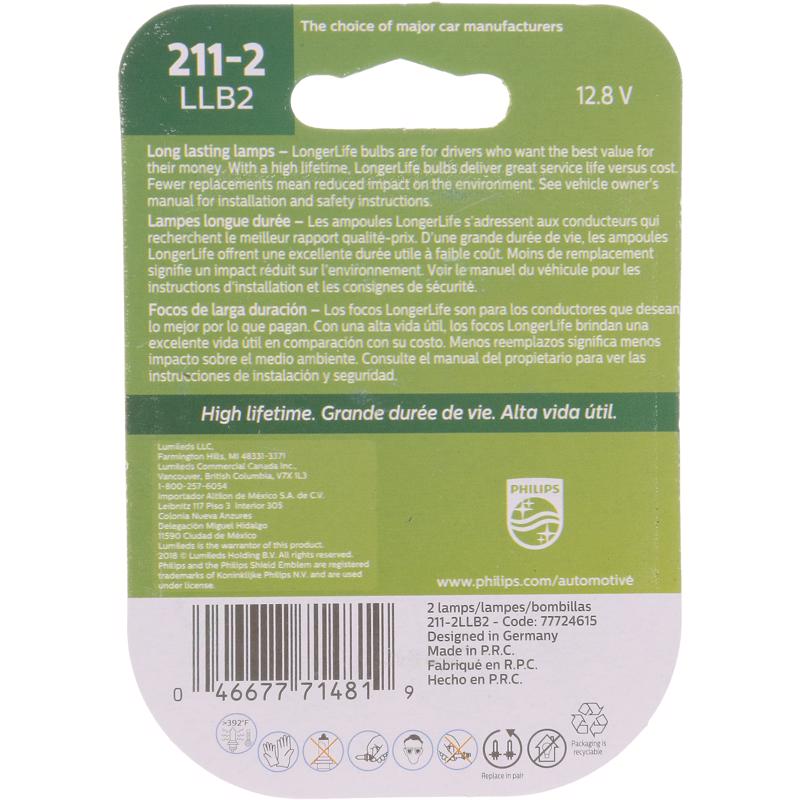 211-2
LLB2
The choice of major car manufacturers
12.8 V
Long lasting lamps – LongerLife bulbs are for drivers who want the best value for
their money. With a high lifetime, LongerLife bulbs deliver great service life versus cost.
Fewer replacements mean reduced impact on the environment. See vehicle owner's
manual for installation and safety instructions.
Lampes longue durée – Les ampoules LongerLife s'adressent aux conducteurs qui
recherchent le meilleur rapport qualité-prix. D'une grande durée de vie, les ampoules
LongerLife offrent une excellente durée utile à faible coût. Moins de remplacement
signifie un impact réduit sur l'environnement. Voir le manuel du véhicule pour les
instructions d'installation et les consignes de sécurité.
Focos de larga duración – Los focos LongerLife son para los conductores que desean
lo mejor por lo que pagan. Con una alta vida útil, los focos LongerLife brindan una
excelente vida útil en comparación con su costo. Menos reemplazos significa menos
impacto sobre el medio ambiente. Consulte el manual del propietario para ver las
instrucciones de instalación y seguridad.
High lifetime. Grande durée de vie. Alta vida útil.
Lumileds LLC,
Farmington Hills, MI 48331-3371
Lumileds Commercial Canada Inc.,
Vancouver, British Columbia, V7X 1L3
1-800-257-6054
Importador Altilon de México S.A. de C.V.
Leibnitz 117 Piso 3 Interior 305
Colonia Nueva Anzures
Delegación Miguel Hidalgo
11590 Ciudad de México
Lumileds is the warrantor of this product.
2018 © Lumileds Holding B.V. All rights reserved.
Philips and the Philips Shield Emblem are registered
trademarks of Koninklijke Philips N.V. and are used
under license.
PHILIPS
www.philips.com/automotive
2 lamps/lampes/bombillas
211-2LLB2 - Code: 77724615
Designed in Germany
Made in P.R.C.
Fabriqué en R.P.C.
Hecho en P.R.C.
0 46677 71481 9
>392°F
Replace in pair
Packaging is
recyclable